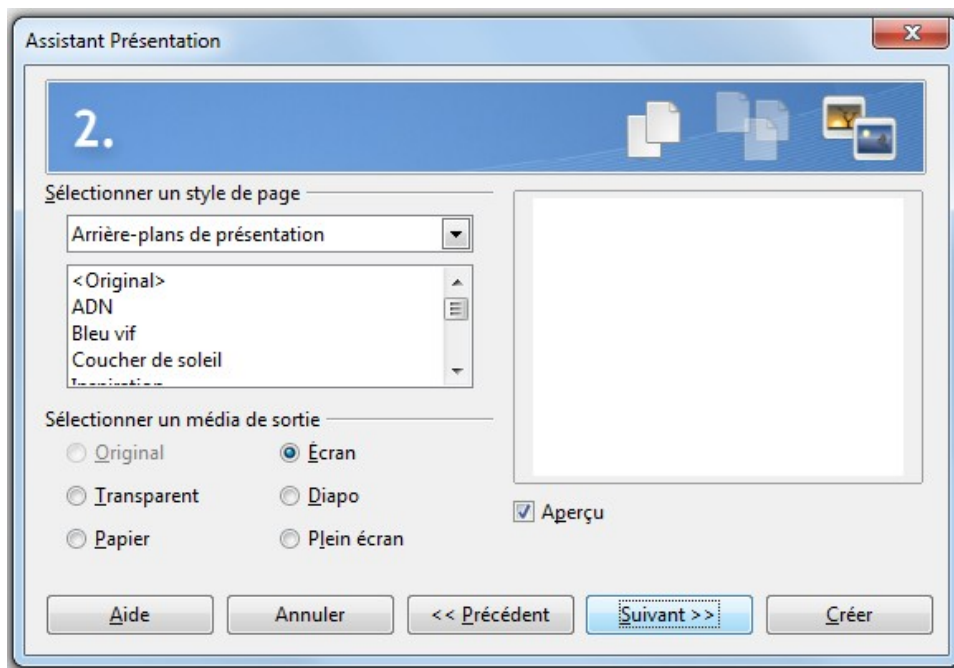 Assistant Présentation
2.
Sélectionner un style de page
Arrière-plans de présentation
<Original>
ADN
Bleu vif
Coucher de soleil
Inspiration
Sélectionner un média de sortie
Original
Écran
Transparent
Diapo
Aperçu
Papier
Plein écran
Aide
Annuler
<< Précédent
Suivant >>
Créer